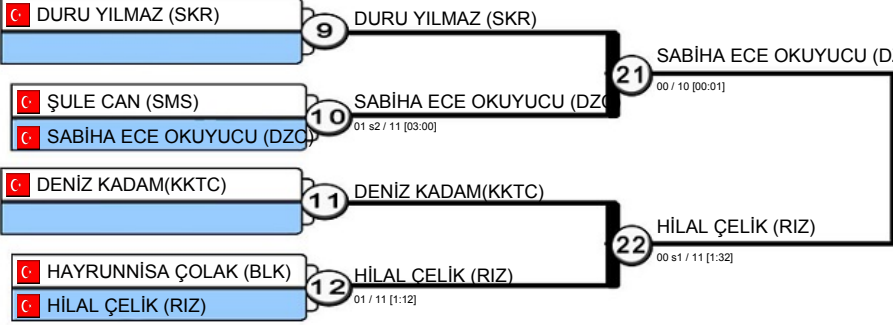 DURU YILMAZ (SKR)
9
DURU YILMAZ (SKR)
21
SABİHA ECE OKUYUCU (D
00 / 10 [00:01]
ŞULE CAN (SMS)
SABİHA ECE OKUYUCU (DZC)
10
SABİHA ECE OKUYUCU (DZC
01 s2 / 11 [03:00]
DENİZ KADAM(KKTC)
11
DENİZ KADAM(KKTC)
22
HİLAL ÇELİK (RIZ)
00 s1 / 11 [1:32]
HAYRUNNİSA ÇOLAK (BLK)
HİLAL ÇELİK (RIZ)
12
HİLAL ÇELİK (RIZ)
01 / 11 [1:12]